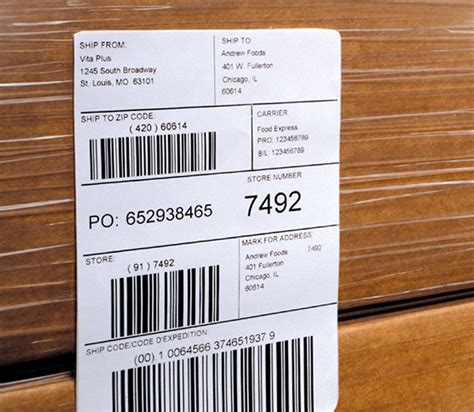 SHIP FROM:
Vita Plus
1245 South Broadway
St. Louis, MO 63101
SHIP TO:
Andrew Foods
401 W. Fullerton
Chicago, IL
60614
SHIP TO ZIP CODE:
(420) 60614
CARRIER
Food Express
PRO: 123456789
B/L: 123456789
PO: 652938465
STORE NUMBER
7492
STORE:
(91) 7492
MARK FOR ADDRESS:
Andrew Foods 7492
401 Fullerton
Chicago, IL
60614
SHIP CODE/CODE D'EXPEDITION:
(00) 1 0064566 374651937 9